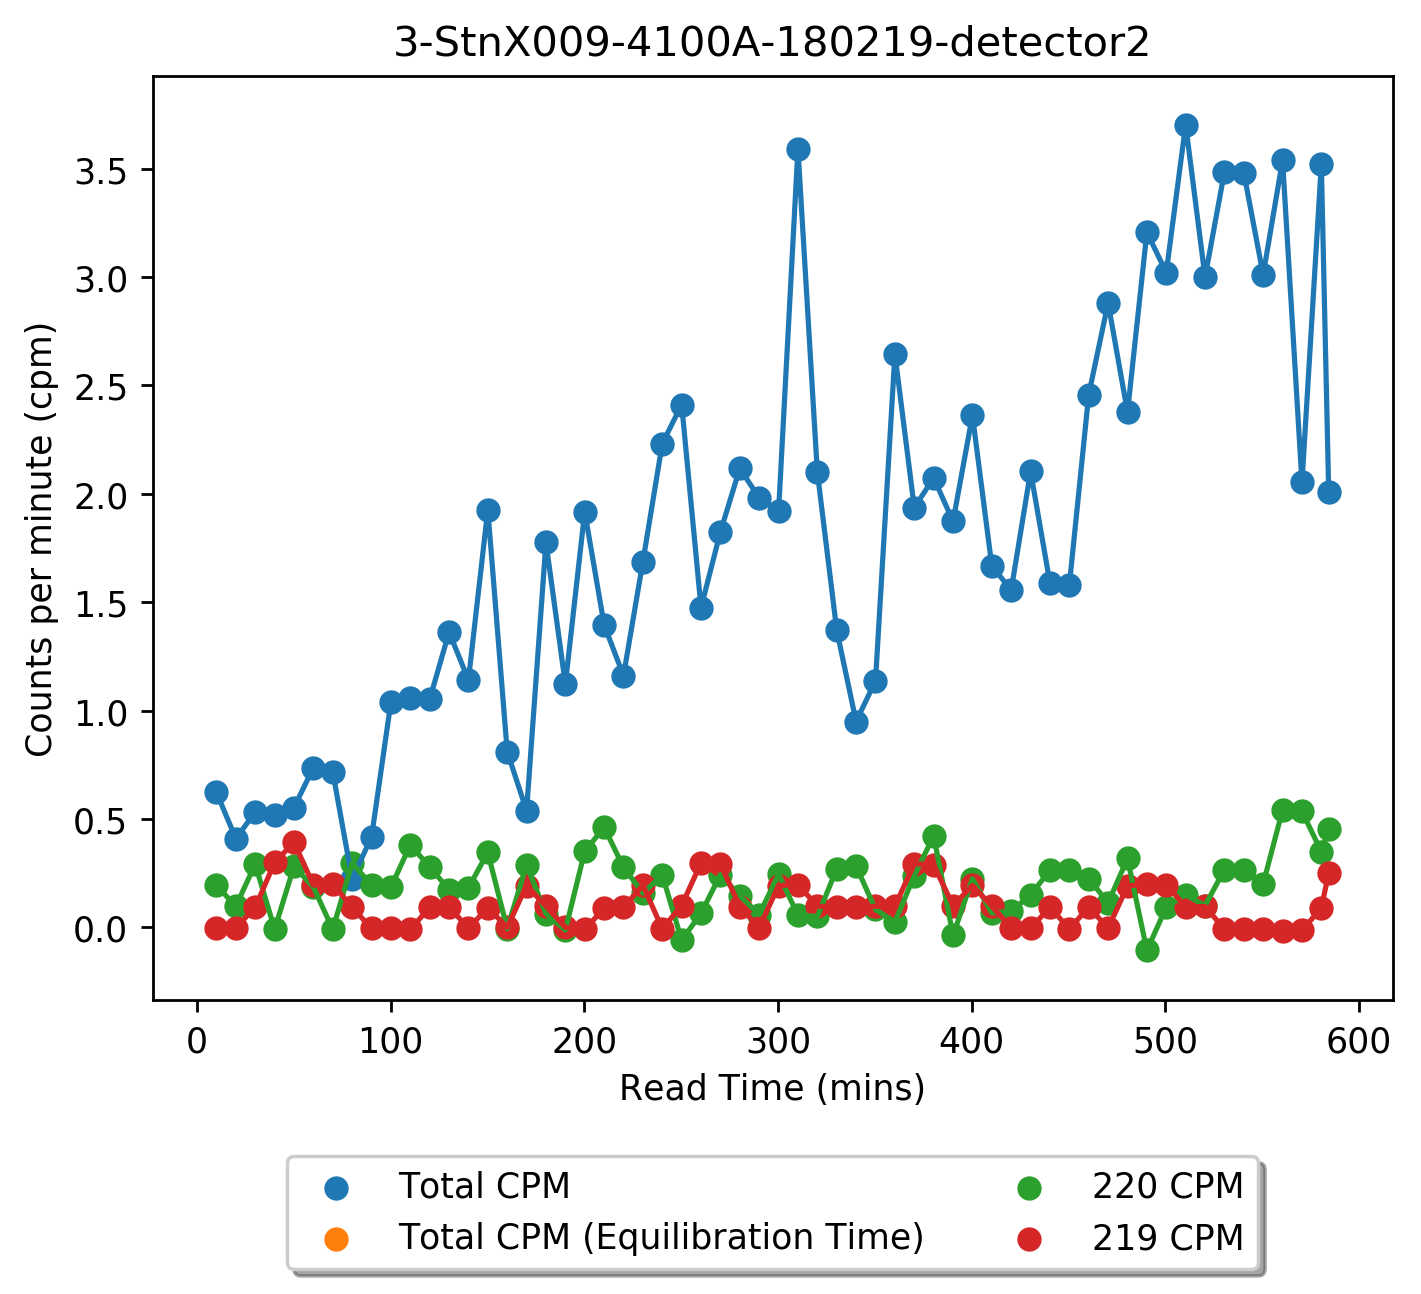 3-StnX009-4100A-180219-detector2
Counts per minute (cpm)
3.5
3.0
2.5
2.0
1.5
1.0
0.5
0.0
0 100 200 300 400 500 600
Read Time (mins)
Total CPM
Total CPM (Equilibration Time)
220 CPM
219 CPM